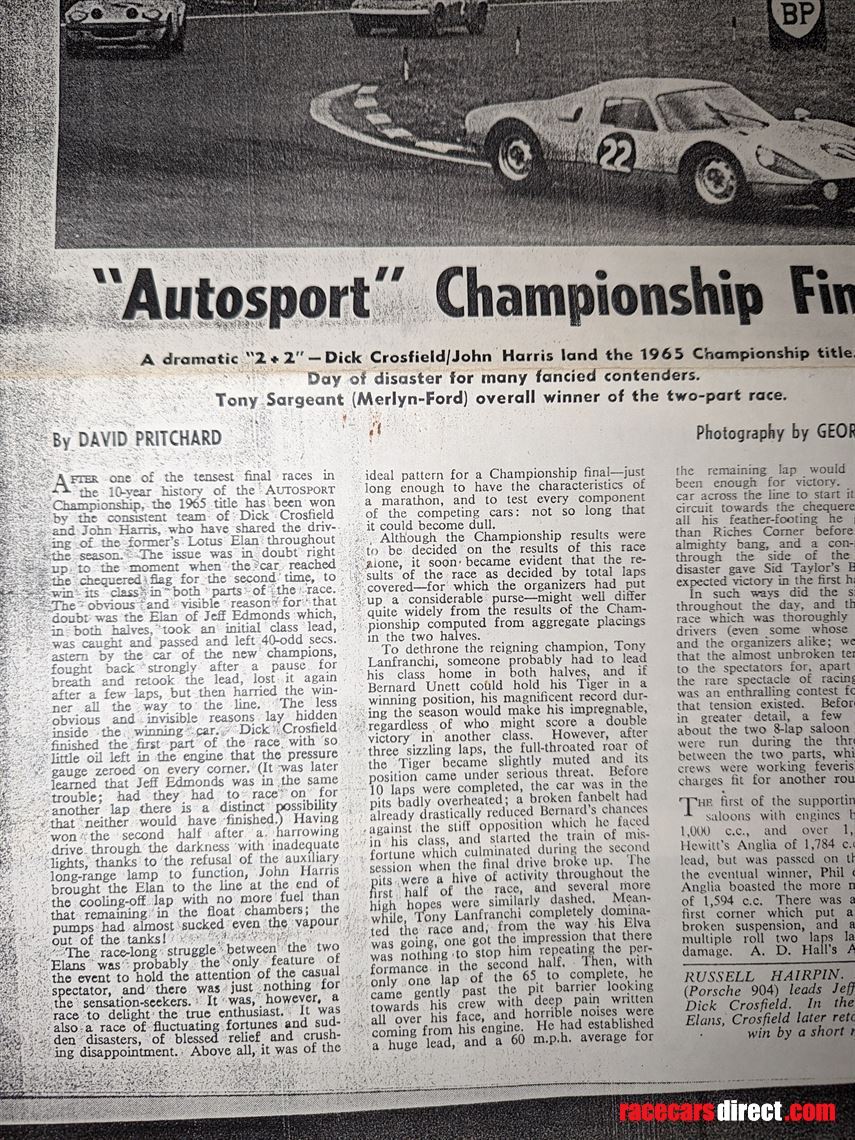 BP
22
"Autosport" Championship Fin
A dramatic "2+2"—Dick Crosfield/John Harris land the 1965 Championship title.
Day of disaster for many fancied contenders.
Tony Sargeant (Merlyn-Ford) overall winner of the two-part race.
By DAVID PRITCHARD
Photography by GEOR
AFTER one of the tensest final races in
the 10-year history of the AUTOSPORT
Championship, the 1965 title has been won
by the consistent team of Dick Crosfield
and John Harris, who have shared the driv-
ing of the former's Lotus Elan throughout
the season. The issue was in doubt right
up to the moment when the car reached
the chequered flag for the second time, to
win its class in both parts of the race.
The obvious and visible reason for that
doubt was the Elan of Jeff Edmonds which,
in both halves, took an initial class lead,
was caught and passed and left 40-odd secs.
astern by the car of the new champions,
fought back strongly after a pause for
breath and retook the lead, lost it again
after a few laps, but then harried the win-
ner all the way to the line. The less
obvious and invisible reasons lay hidden
inside the winning car. Dick Crosfield
finished the first part of the race with so
little oil left in the engine that the pressure
gauge zeroed on every corner. (It was later
learned that Jeff Edmonds was in the same
trouble; had they had to race on for
another lap there is a distinct possibility
that neither would have finished.) Having
won the second half after a harrowing
drive through the darkness with inadequate
lights, thanks to the refusal of the auxiliary
long-range lamp to function, John Harris
brought the Elan to the line at the end of
the cooling-off lap with no more fuel than
that remaining in the float chambers; the
pumps had almost sucked even the vapour
out of the tanks!
The race-long struggle between the two
Elans was probably the only feature of
the event to hold the attention of the casual
spectator, and there was just nothing for
the sensation-seekers. It was, however, a
race to delight the true enthusiast. It was
also a race of fluctuating fortunes and sud-
den disasters, of blessed relief and crush-
ing disappointment. Above all, it was of the
ideal pattern for a Championship final—just
long enough to have the characteristics of
a marathon, and to test every component
of the competing cars: not so long that
it could become dull.
Although the Championship results were
to be decided on the results of this race
alone, it soon became evident that the re-
sults of the race as decided by total laps
covered—for which the organizers had put
up a considerable purse—might well differ
quite widely from the results of the Cham-
pionship computed from aggregate placings
in the two halves.
To dethrone the reigning champion, Tony
Lanfranchi, someone probably had to lead
his class home in both halves, and if
Bernard Unett could hold his Tiger in a
winning position, his magnificent record dur-
ing the season would make his impregnable,
regardless of who might score a double
victory in another class. However, after
three sizzling laps, the full-throated roar of
the Tiger became slightly muted and its
position came under serious threat. Before
10 laps were completed, the car was in the
pits badly overheated; a broken fanbelt had
already drastically reduced Bernard's chances
against the stiff opposition which he faced
in his class, and started the train of mis-
fortune which culminated during the second
session when the final drive broke up. The
pits were a hive of activity throughout the
first half of the race, and several more
high hopes were similarly dashed. Mean-
while, Tony Lanfranchi completely domina-
ted the race and, from the way his Elva
was going, one got the impression that there
was nothing to stop him repeating the per-
formance in the second half. Then, with
only one lap of the 65 to complete, he
came gently past the pit barrier looking
towards his crew with deep pain written
all over his face, and horrible noises were
coming from his engine. He had established
a huge lead, and a 60 m.p.h. average for
the remaining lap would
been enough for victory.
car across the line to start it
circuit towards the chequere
all his feather-footing he
than Riches Corner before
almighty bang, and a con-
through the side of the
disaster gave Sid Taylor's B
expected victory in the first h
In such ways did the s
throughout the day, and th
race which was thoroughly
drivers (even some whose
and the organizers alike; we
that the almost unbroken ten
to the spectators for, apart
the rare spectacle of racing
was an enthralling contest fo
that tension existed. Befor
in greater detail, a few
about the two 8-lap saloon
were run during the thre
between the two parts, whi
crews were working feveris
charges fit for another rou
THE first of the supportin
saloons with engines b
1,000 c.c., and over 1,
Hewitt's Anglia of 1,784 c.c
lead, but was passed on th
the eventual winner, Phil
Anglia boasted the more m
of 1,594 c.c. There was a
first corner which put a
broken suspension, and a
multiple roll two laps la
damage. A. D. Hall's A
RUSSELL HAIRPIN.
(Porsche 904) leads Jeff
Dick Crosfield. In the
Elans, Crosfield later reto
win by a short
racecarsdirect.com